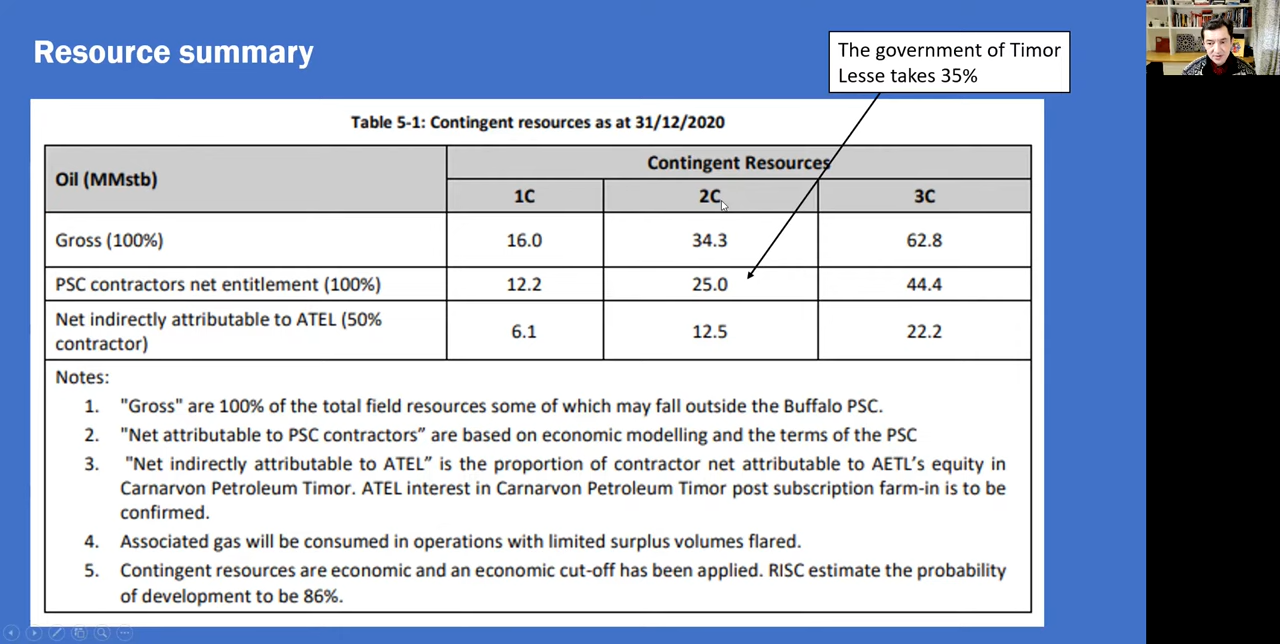 Resource summary
The government of Timor
Lesse takes 35%
Table 5-1: Contingent resources as at 31/12/2020
Oil (MMstb)
Contingent Resources
1C 2C 3C
Gross (100%) 16.0 34.3 62.8
PSC contractors net entitlement (100%) 12.2 25.0 44.4
Net indirectly attributable to ATEL (50%
contractor) 6.1 12.5 22.2
Notes:
1. "Gross" are 100% of the total field resources some of which may fall outside the Buffalo PSC.
2. "Net attributable to PSC contractors” are based on economic modelling and the terms of the PSC
3. "Net indirectly attributable to ATEL” is the proportion of contractor net attributable to AETL’s equity in
Carnarvon Petroleum Timor. ATEL interest in Carnarvon Petroleum Timor post subscription farm-in is to be
confirmed.
4. Associated gas will be consumed in operations with limited surplus volumes flared.
5. Contingent resources are economic and an economic cut-off has been applied. RISC estimate the probability
of development to be 86%.